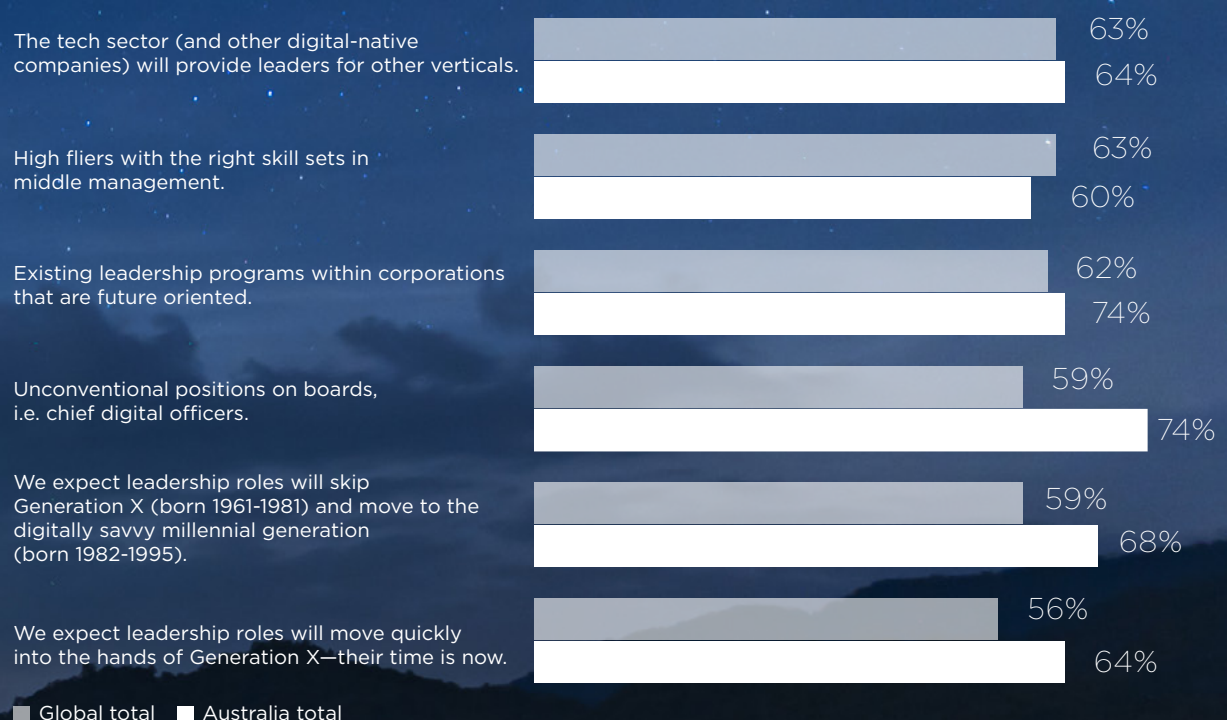 The tech sector (and other digital-native
companies) will provide leaders for other verticals.
63%
64%
High fliers with the right skill sets in
middle management.
63%
60%
Existing leadership programs within corporations
that are future oriented.
62%
74%
Unconventional positions on boards,
i.e. chief digital officers.
59%
74%
We expect leadership roles will skip
Generation X (born 1961-1981) and move to the
digitally savvy millennial generation
(born 1982-1995).
59%
68%
We expect leadership roles will move quickly
into the hands of Generation X—their time is now.
56%
64%
Global total Australia total